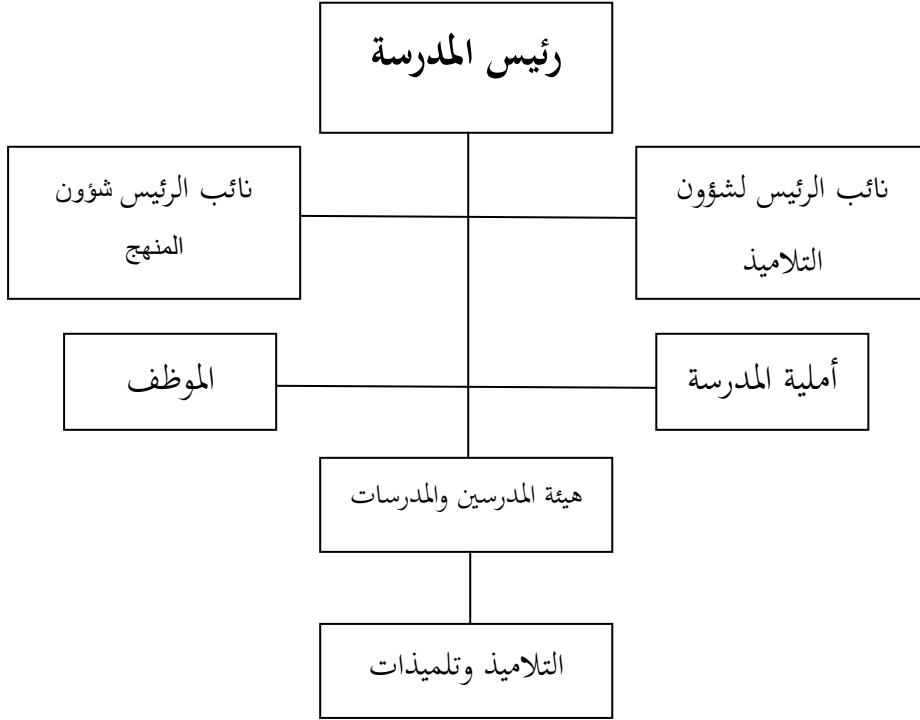 رئيس المدرسة
نائب الرئيس لشؤون
التلاميذ
نائب الرئيس شؤون
المنهج
أملية المدرسة
الموظف
هيئة المدرسين والمدرسات
التلاميذ وتلميذات